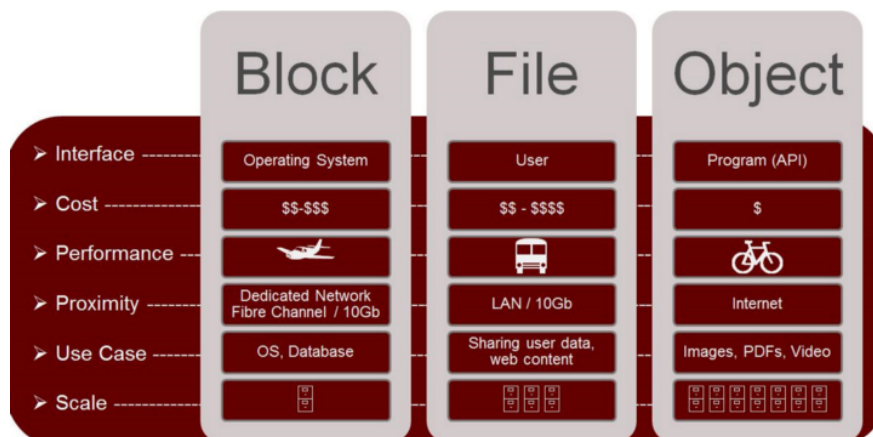 Block File Object
➢ Interface Operating System User Program (API)
➢ Cost $$-$$$ $$ - $$$$ $
➢ Performance
➢ Proximity Dedicated Network LAN / 10Gb Internet
Fibre Channel / 10Gb
➢ Use Case OS, Database Sharing user data, Images, PDFs, Video
web content
➢ Scale